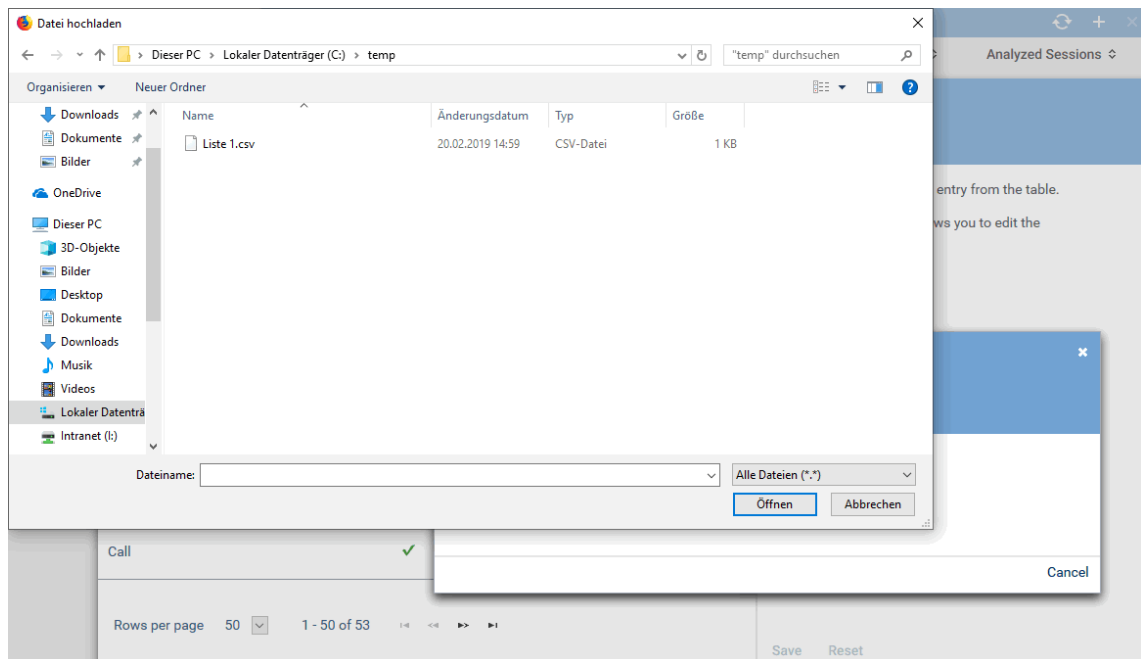 Datei hochladen
Dieser PC > Lokaler Datenträger (C:) > temp
"temp" durchsuchen
Analyzed Sessions
Organisieren
Neuer Ordner
Name
Änderungsdatum
Typ
Größe
Liste 1.csv
20.02.2019 14:59
CSV-Datei
1 KB
Downloads
Dokumente
Bilder
OneDrive
Dieser PC
3D-Objekte
Bilder
Desktop
Dokumente
Downloads
Musik
Videos
Lokaler Datenträ
Intranet (I:)
entry from the table.
ws you to edit the
Dateiname:
Alle Dateien (*.*)
Öffnen
Abbrechen
Call
Cancel
Rows per page 50 1 - 50 of 53
Save Reset